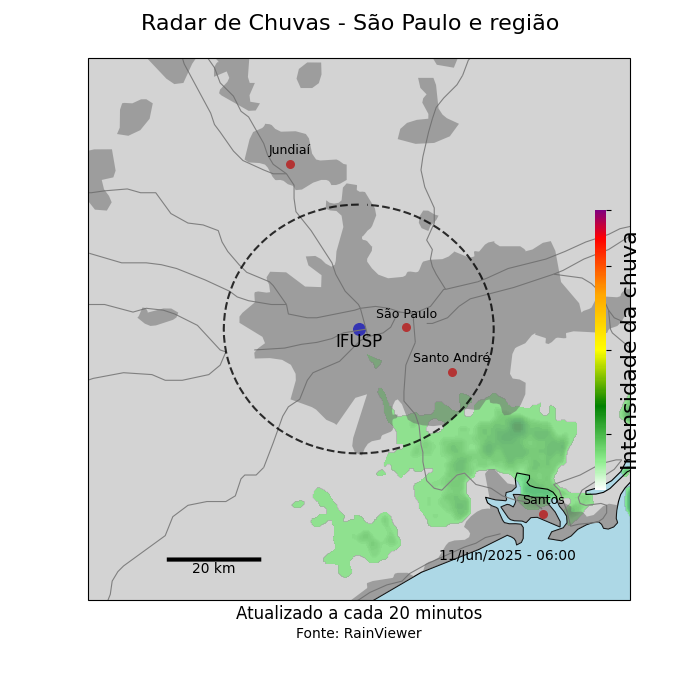 Radar de Chuvas - São Paulo e região
Jundiaí
São Paulo
IFUSP
Santo André
Intensidade da chuva
Santos
11/Jun/2025 - 06:00
20 km
Atualizado a cada 20 minutos
Fonte: RainViewer